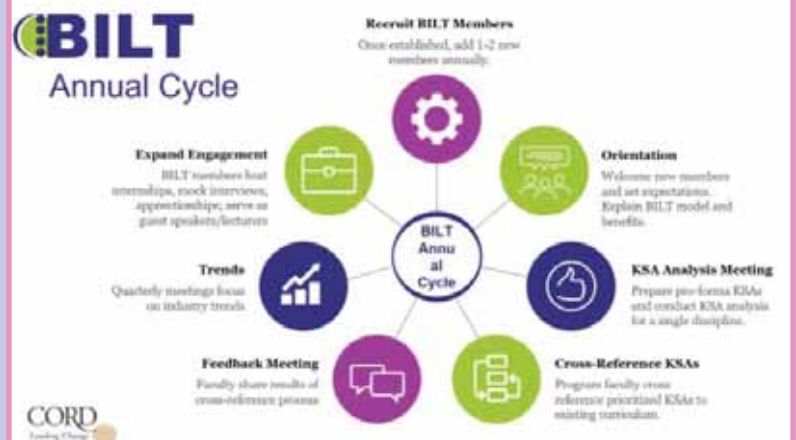 BILT
Annual Cycle
Recruit BILT Members
Once established, add 1-2 new
members annually.
Orientation
Welcome new members
and set expectations.
Explain BILT model and
benefits.
KSA Analysis Meeting
Prepare pro-forma KSAs
and conduct KSA analysis
for a single discipline.
Cross-Reference KSAs
Program faculty cross
reference prioritized KSAs to
existing curriculum.
Feedback Meeting
Faculty share results of
cross-reference process
Trends
Quarterly meetings focus
on industry trends
Expand Engagement
BILT members host
internships, mock interviews,
apprenticeships; serve as
guest speakers/lecturers
BILT
Annu
al
Cycle
CORD
Leading Change